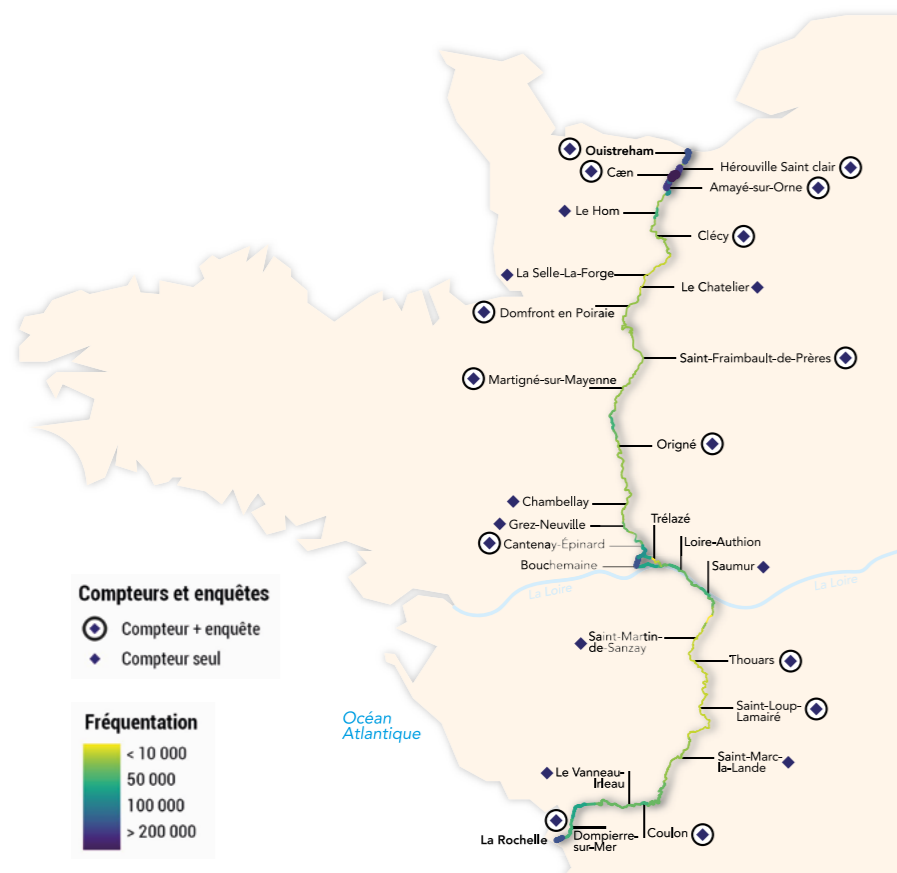 Ouistreham
Cæn
Hérouville Saint clair
Amayé-sur-Orne
Le Hom
Clécy
La Selle-La-Forge
Le Chatelier
Domfront en Poiraie
Saint-Fraimbault-de-Prères
Martigné-sur-Mayenne
Origné
Chambellay
Grez-Neuville
Trélazé
Cantenay-Épinard
Loire-Authion
Bouchemaine
Saumur
La Loire
La Loire
Compteurs et enquêtes
Compteur + enquête
Compteur seul
Saint-Martin-
de-Sanzay
Thouars
Saint-Loup-
Lamairé
Océan
Atlantique
Fréquentation
< 10 000
50 000
100 000
> 200 000
Saint-Marc-
la-Lande
Le Vanneau-
Irleau
La Rochelle
Dompierre-
sur-Mer
Coulon